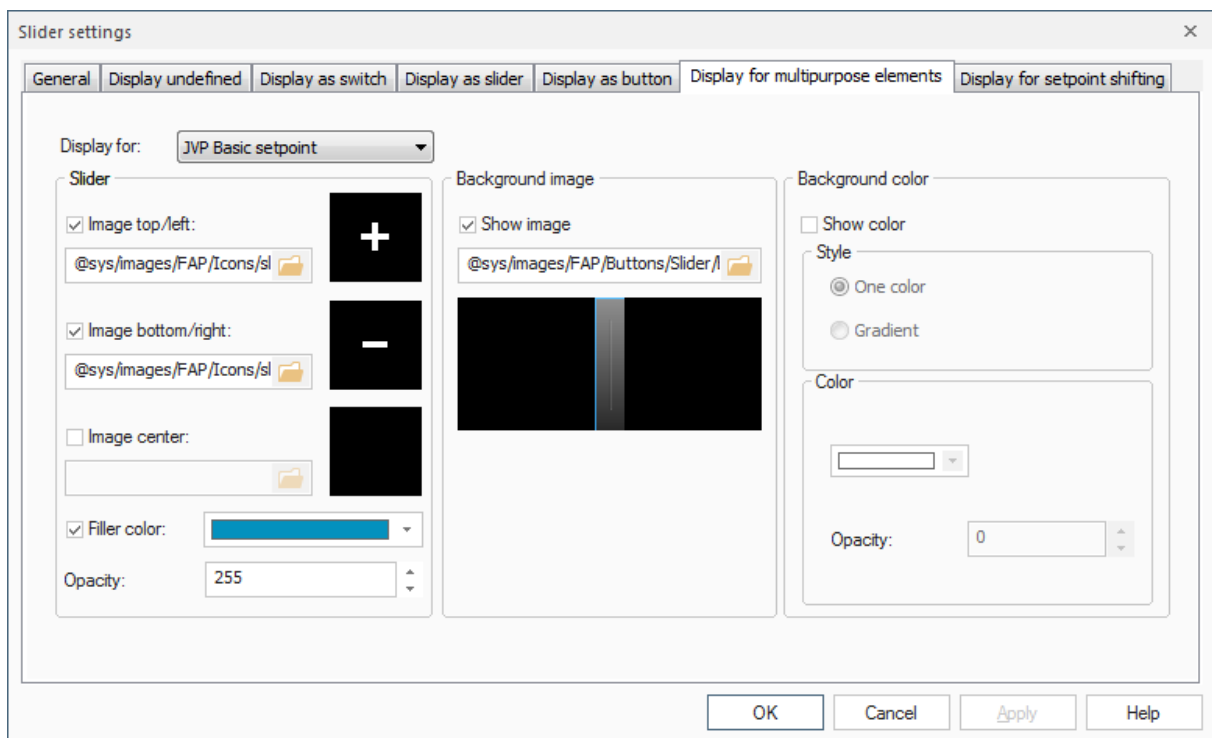 Slider settings
General Display undefined Display as switch Display as slider Display as button Display for multipurpose elements Display for setpoint shifting
Display for: JVP Basic setpoint
Slider
Image top/left:
@sys/images/FAP/Icons/sl
Image bottom/right:
@sys/images/FAP/Icons/sl
Image center:
Filler color:
Opacity: 255
Background image
Show image
@sys/images/FAP/Buttons/Slider/
Background color
Show color
Style
One color
Gradient
Color
Opacity: 0
OK Cancel Apply Help